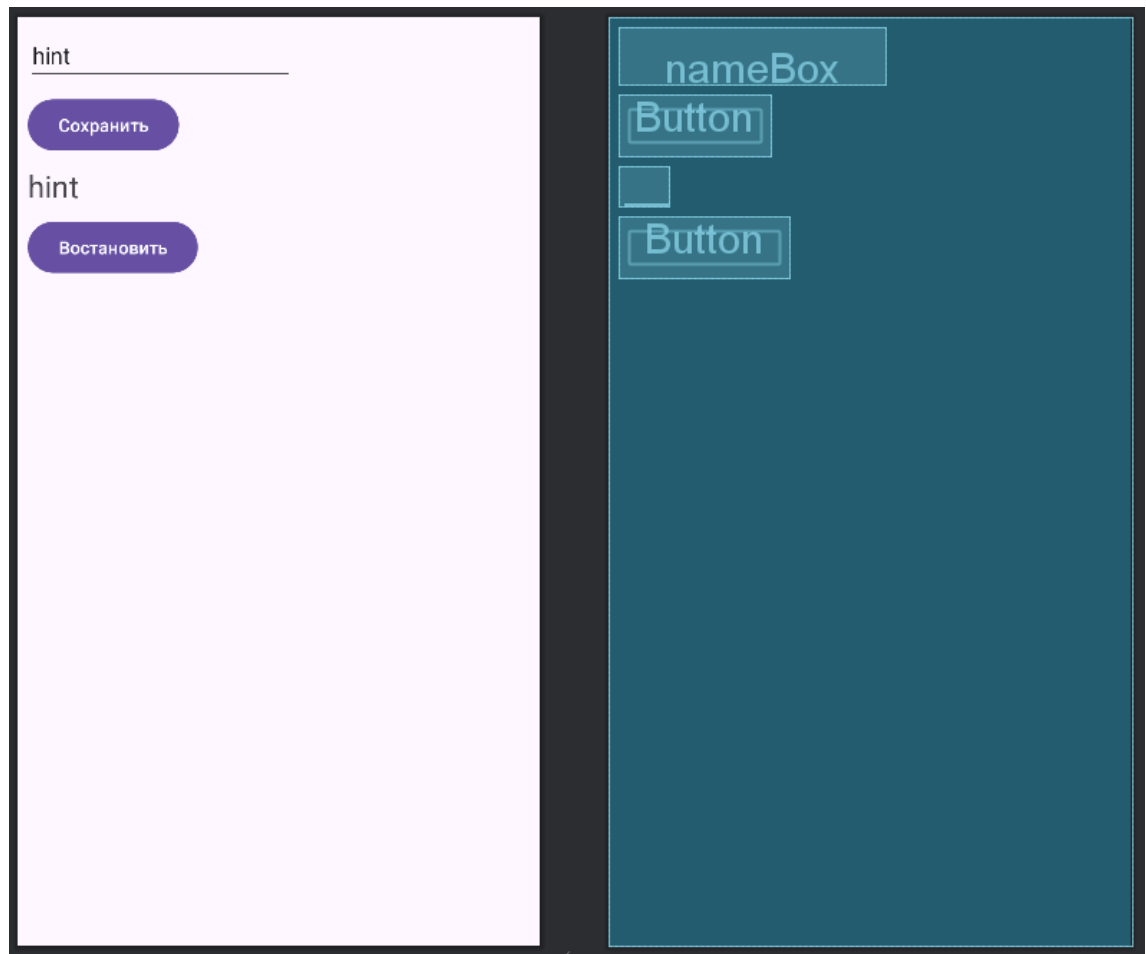 hint
Сохранить
hint
Востановить
nameBox
Button
Button